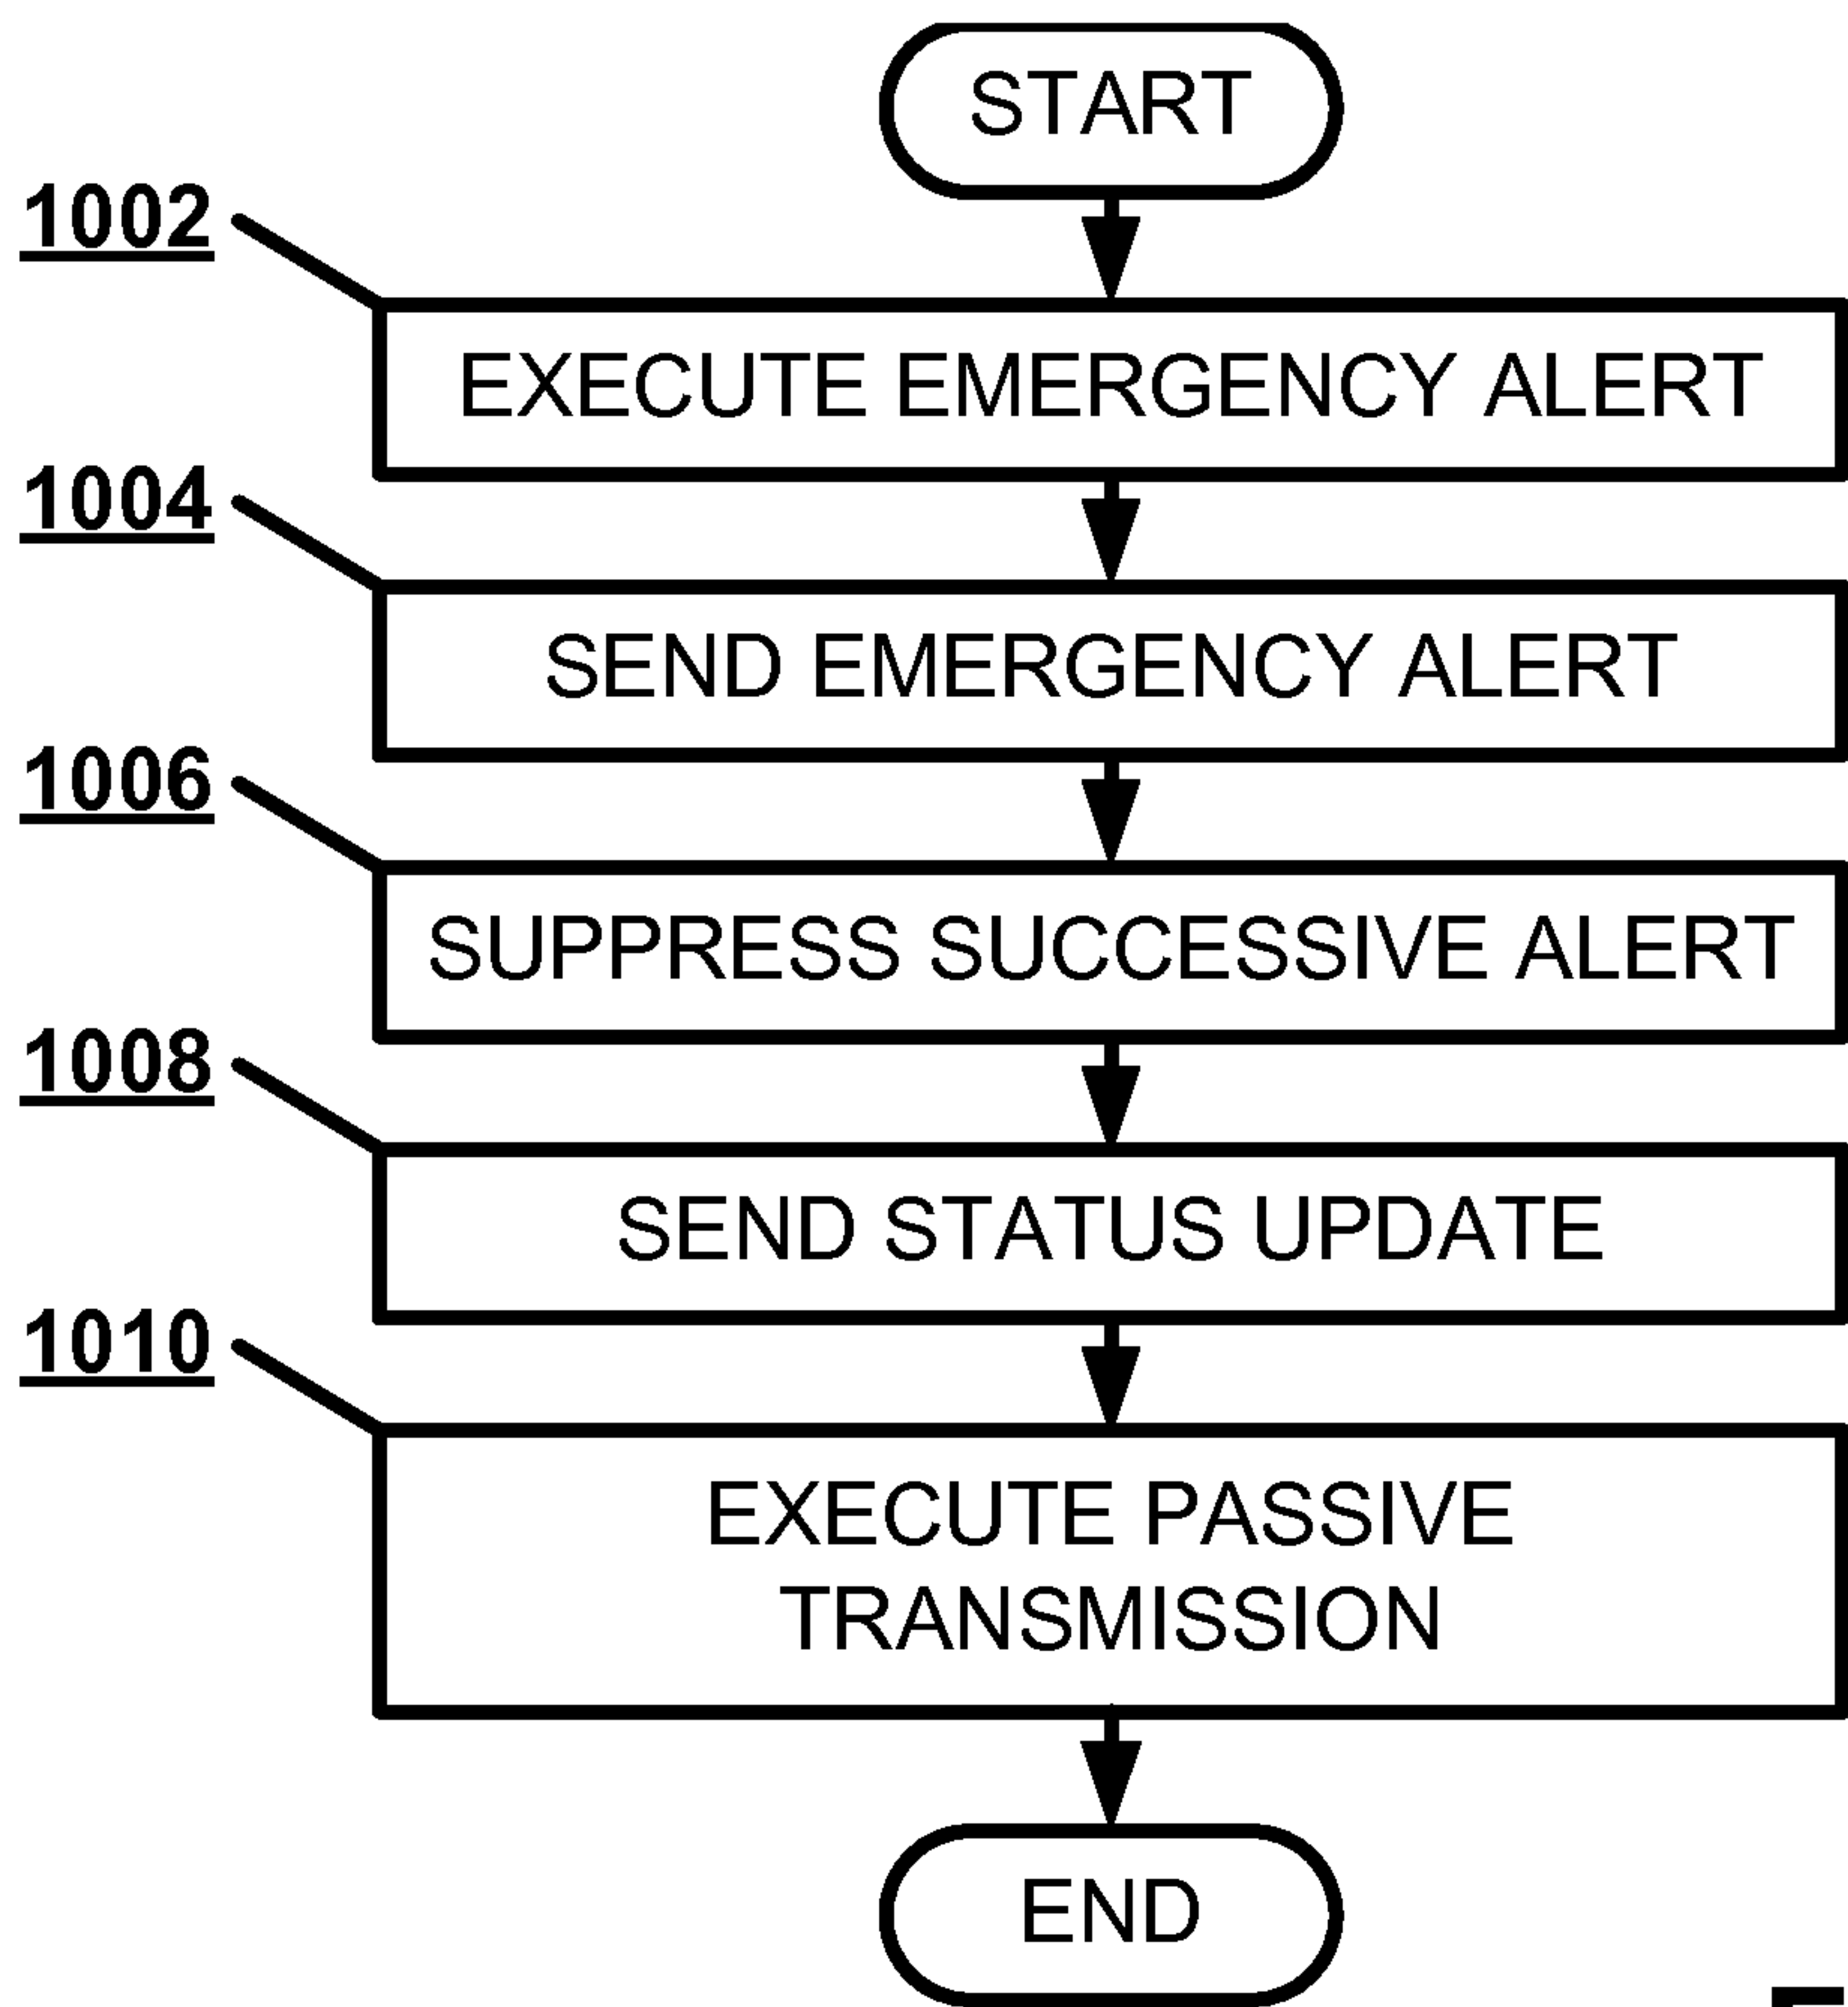 START
1002
EXECUTE EMERGENCY ALERT
1004
SEND EMERGENCY ALERT
1006
SUPPRESS SUCCESSIVE ALERT
1008
SEND STATUS UPDATE
1010
EXECUTE PASSIVE
TRANSMISSION
END